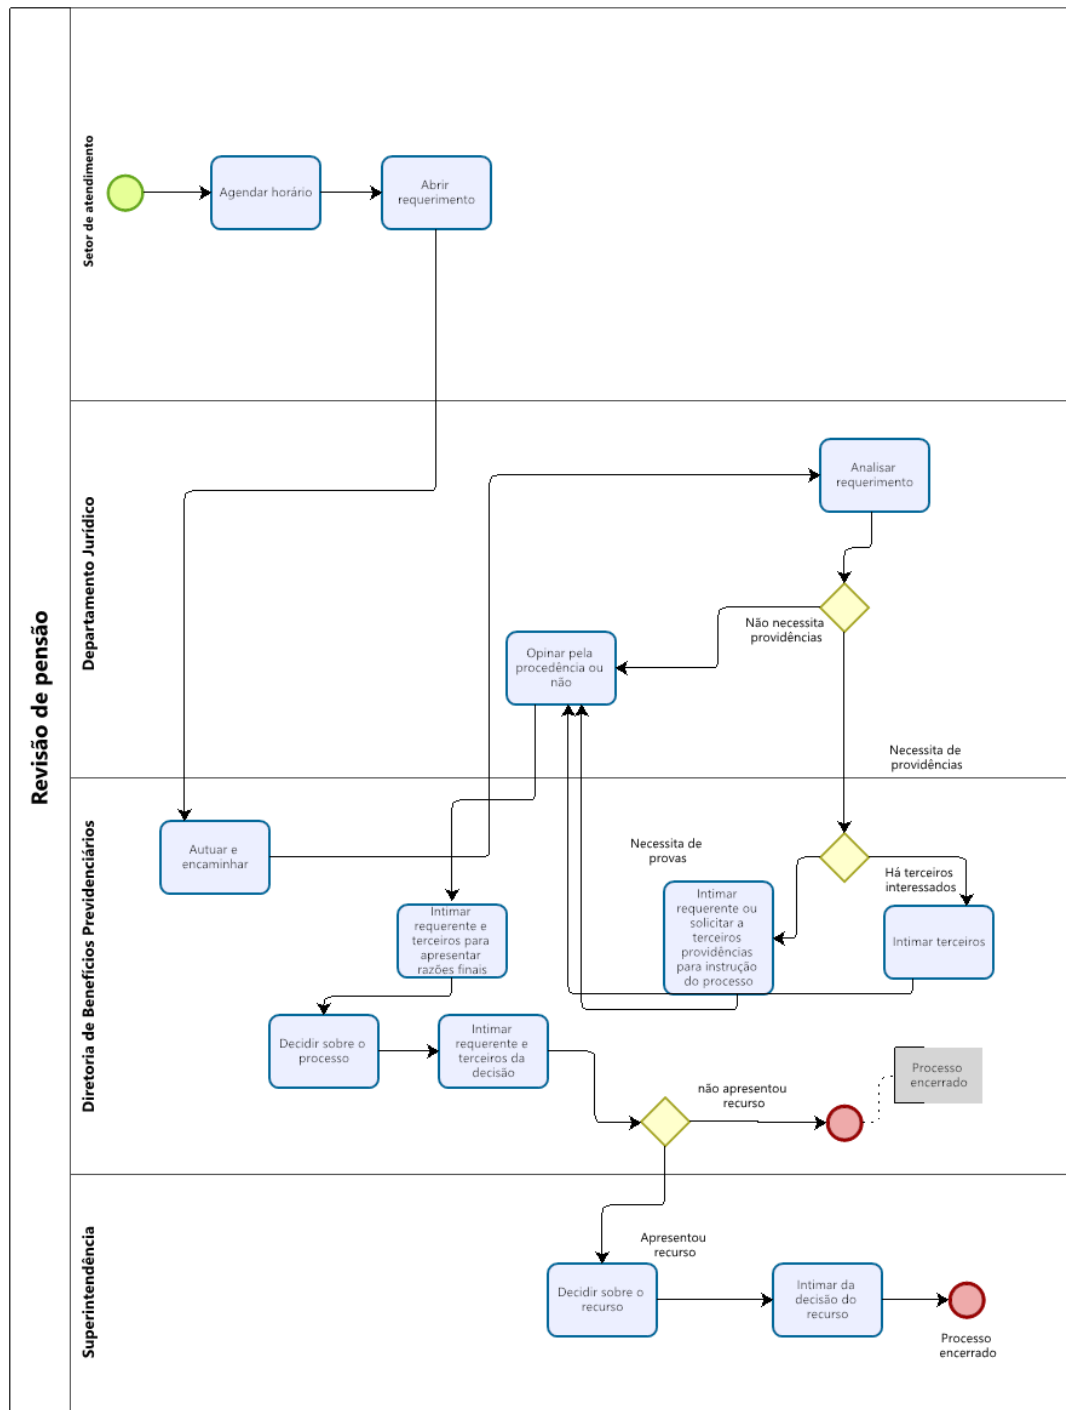 Revisão de pensão
Setor de atendimento
Agendar horário
Abrir
requerimento
Departamento Jurídico
Analisar
requerimento
Não necessita
providências
Opinar pela
procedência ou
não
Necessita de
providências
Diretoria de Benefícios Previdenciários
Autuar e
encaminhar
Necessita de
provas
Há terceiros
interessados
Intimar
requerente e
terceiros para
apresentar
razões finais
Intimar
requerente ou
solicitar a
terceiros
providências
para instrução
do processo
Intimar terceiros
Decidir sobre o
processo
Intimar
requerente e
terceiros da
decisão
não apresentou
recurso
Processo
encerrado
Superintendência
Apresentou
recurso
Decidir sobre o
recurso
Intimar da
decisão do
recurso
Processo
encerrado